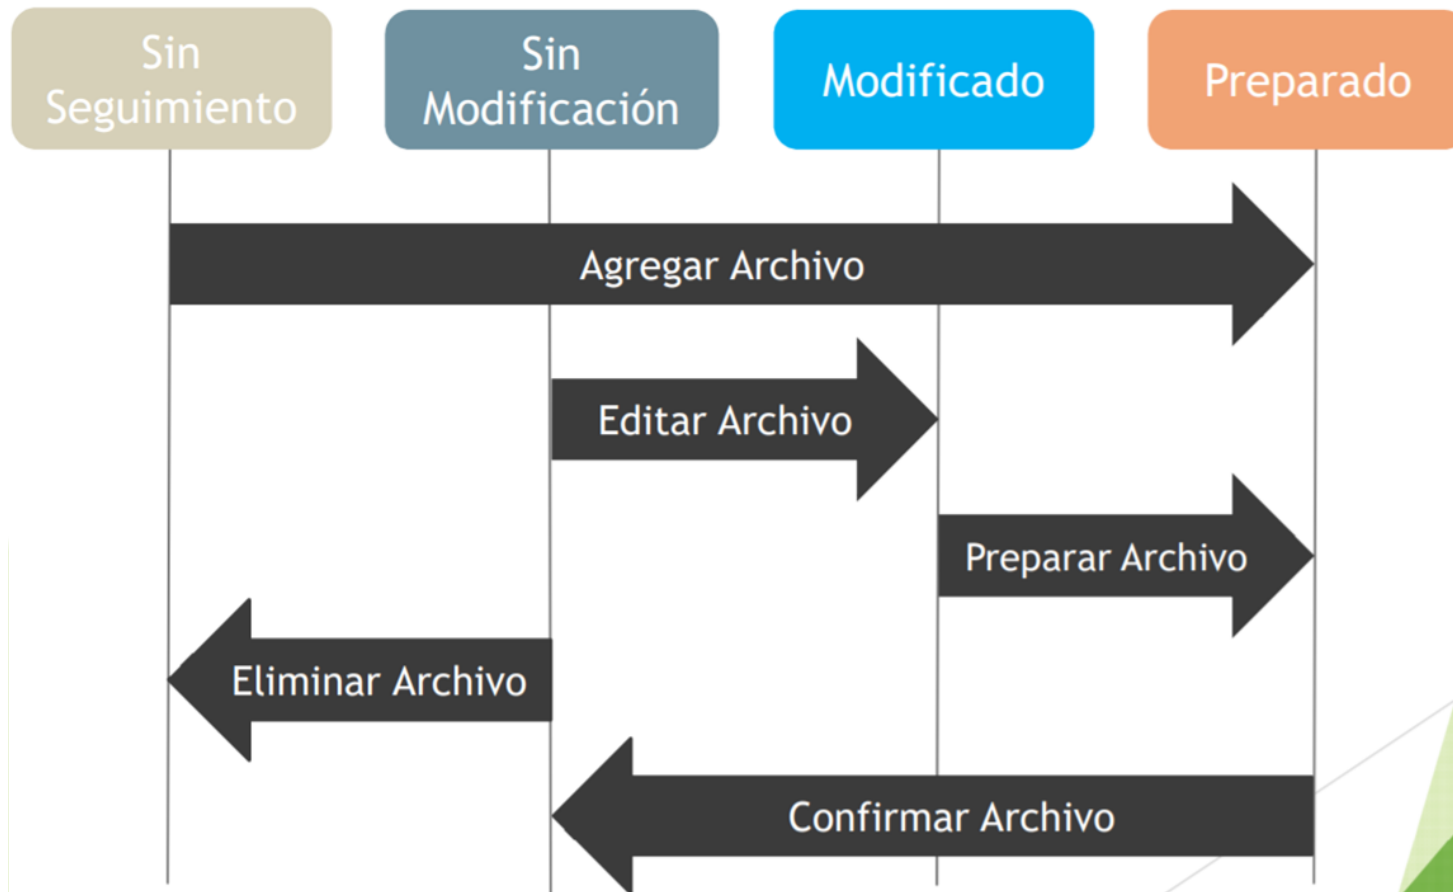 Sin
Seguimiento
Sin
Modificación
Modificado
Preparado
Agregar Archivo
Editar Archivo
Preparar Archivo
Eliminar Archivo
Confirmar Archivo